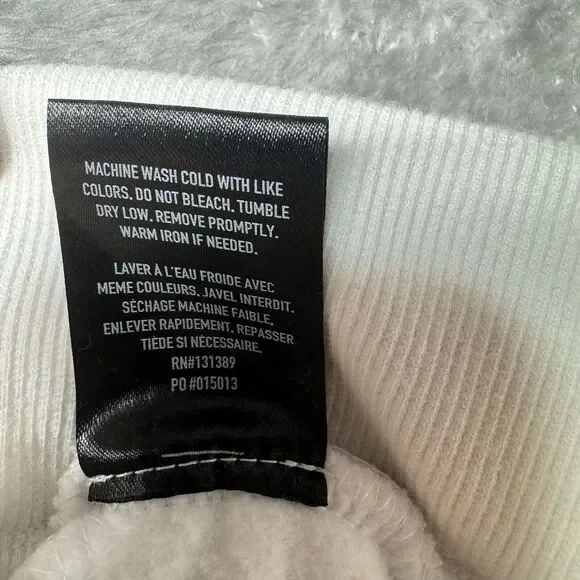 MACHINE WASH COLD WITH LIKE
COLORS. DO NOT BLEACH. TUMBLE
DRY LOW. REMOVE PROMPTLY.
WARM IRON IF NEEDED.
LAVER À L'EAU FROIDE AVEC
MEME COULEURS. JAVEL INTERDIT.
SÉCHAGE MACHINE FAIBLE,
ENLEVER RAPIDEMENT. REPASSER
TIÈDE SI NÉCESSAIRE.
RN#131389
PO #015013